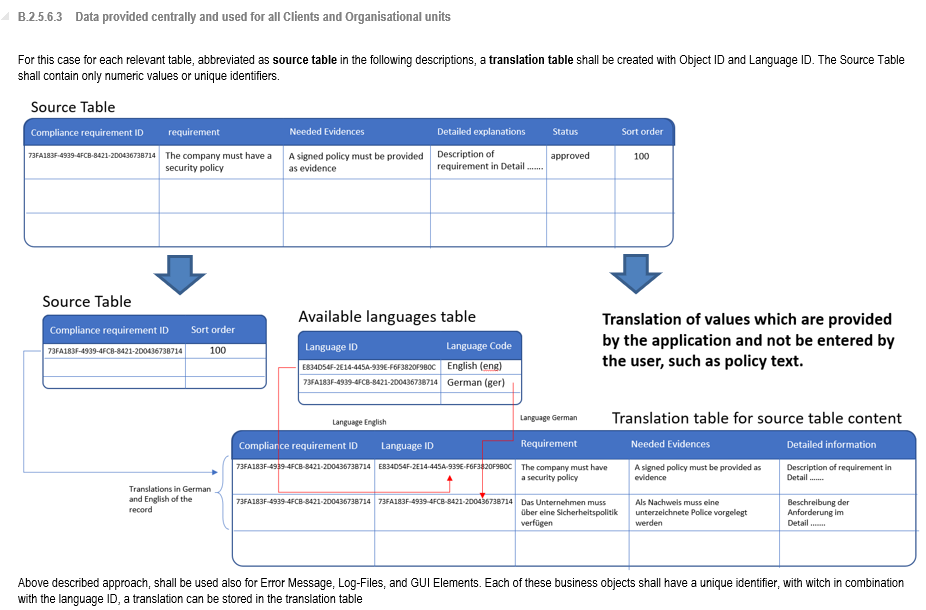 B.2.5.6.3 Data provided centrally and used for all Clients and Organisational units
For this case for each relevant table, abbreviated as source table in the following descriptions, a translation table shall be created with Object ID and Language ID. The Source Table
shall contain only numeric values or unique identifiers.
Source Table
Compliance requirement ID requirement Needed Evidences Detailed explanations Status Sort order
73FA183F-4939-4FCB-8421-2D043673B714 The company must have a A signed policy must be provided Description of approved 100
security policy as evidence requirement in Detail .......
Source Table
Compliance requirement ID Sort order
73FA183F-4939-4FCB-8421-2D043673B714 100
Available languages table
Language ID Language Code
E834D54F-2E14-445A-939E-F6F3820F9B0C English (eng)
73FA183F-4939-4FCB-8421-2D043673B714 German (ger)
Translation of values which are provided
by the application and not be entered by
the user, such as policy text.
Language English
Language German
Translation table for source table content
Compliance requirement ID Language ID Requirement Needed Evidences Detailed information
73FA183F-4939-4FCB-8421-2D043673B714 E834D54F-2E14-445A-939E-F6F3820F9B0C The company must have A signed policy must be provided as Description of requirement in
a security policy evidence Detail .......
Translations in German
and English of the
record
73FA183F-4939-4FCB-8421-2D043673B714 73FA183F-4939-4FCB-8421-2D043673B714 Das Unternehmen muss Als Nachweis muss eine Beschreibung der
über eine Sicherheitspolitik unterzeichnete Police vorgelegt Anforderung im
verfügen werden Detail ........
Above described approach, shall be used also for Error Message, Log-Files, and GUI Elements. Each of these business objects shall have a unique identifier, with witch in combination
with the language ID, a translation can be stored in the translation table